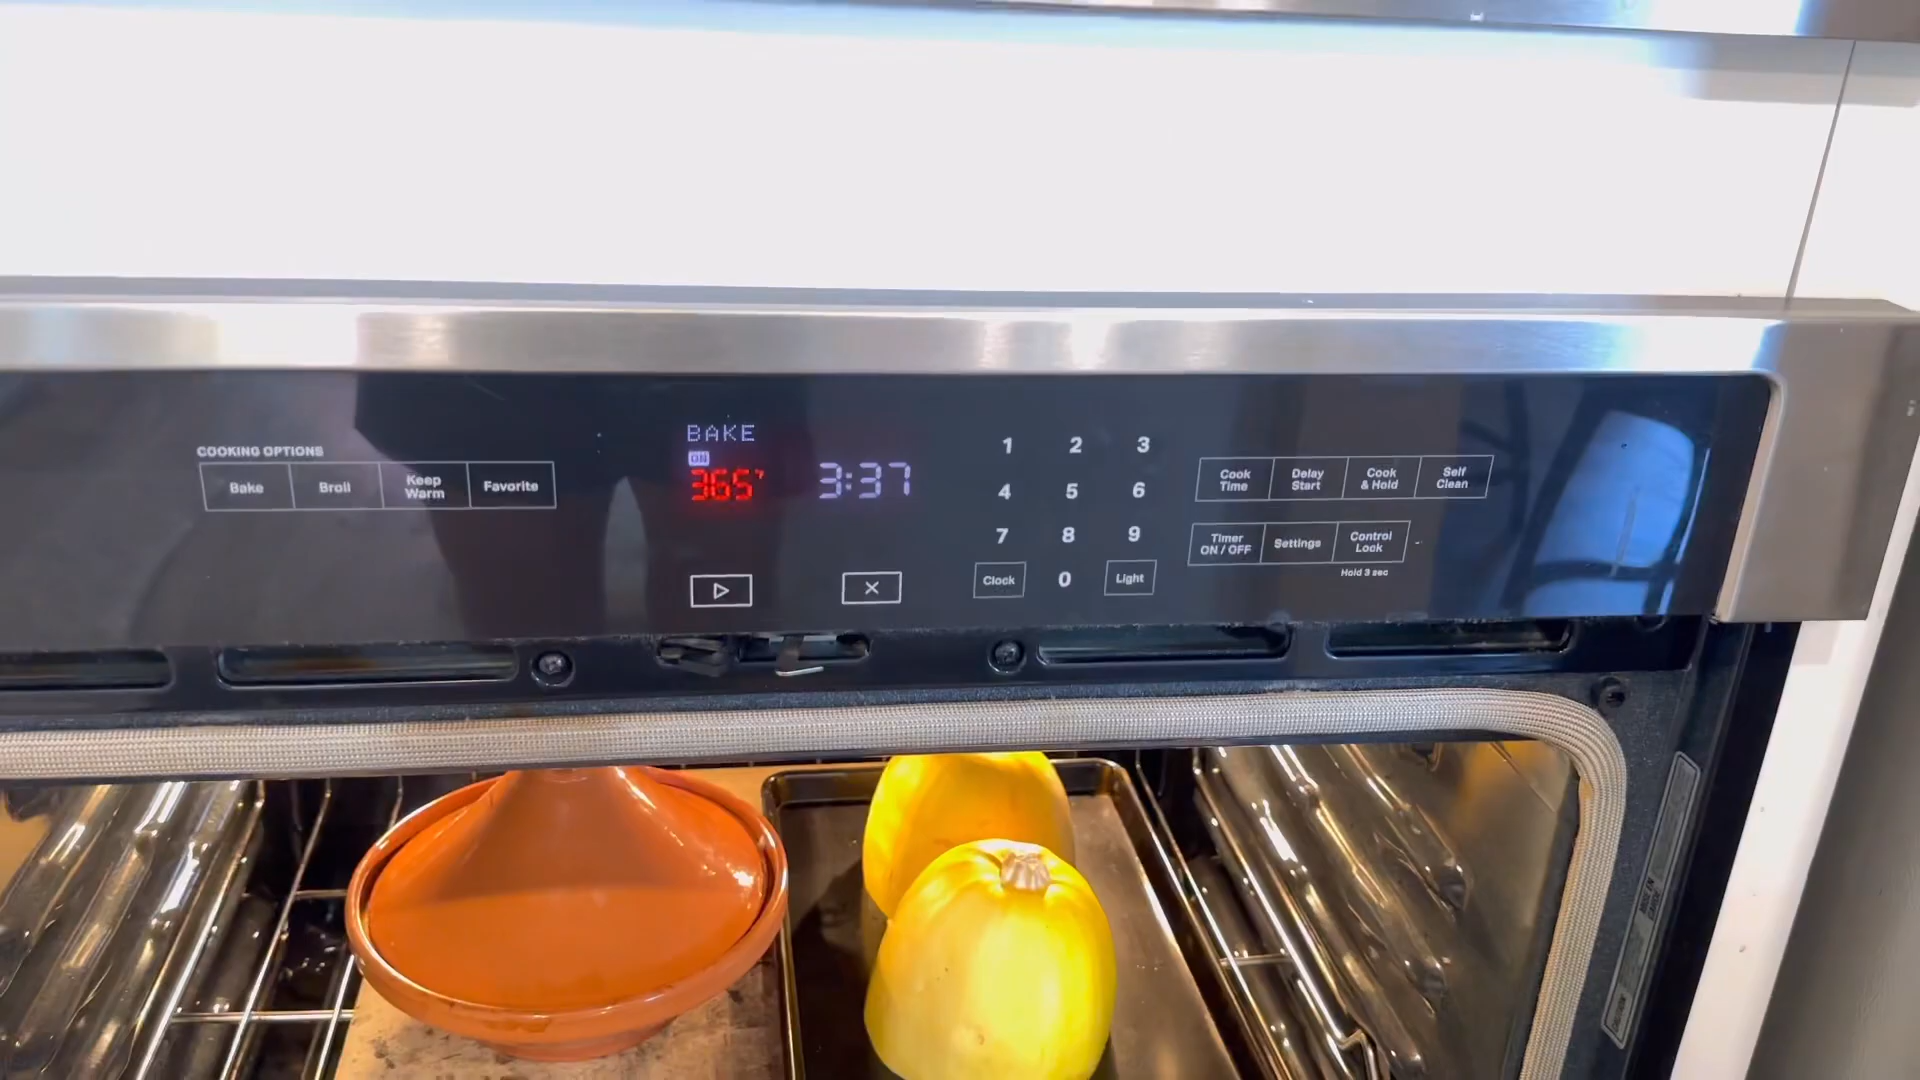 COOKING OPTIONS
Bake
Broil
Keep
Warm
Favorite
BAKE
ON
365°
3:37
1 2 3
4 5 6
7 8 9
Clock 0 Light
Cook
Time
Delay
Start
Cook
& Hold
Self
Clean
Timer
ON / OFF
Settings
Control
Lock
Hold 3 sec